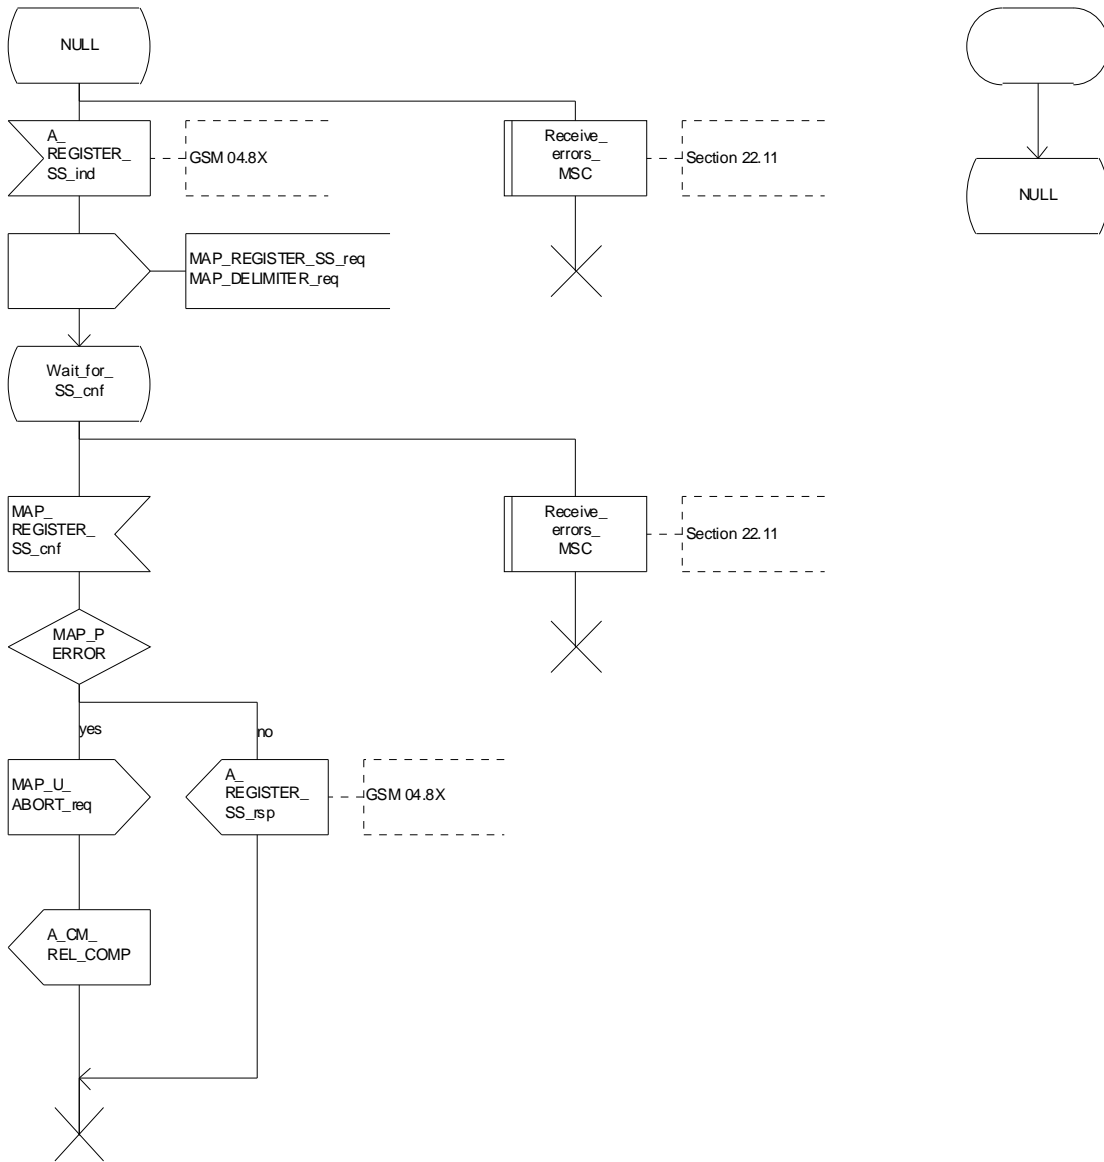 NULL
A_
REGISTER_
SS_ind
GSM 04.8X
Receive_
errors_
MSC
Section 22.11
NULL
MAP_REGISTER_SS_req
MAP_DELIMITER_req
Wait_for_
SS_cnf
MAP_
REGISTER_
SS_cnf
Receive_
errors_
MSC
Section 22.11
MAP_P
ERROR
yes
no
MAP_U_
ABORT_req
A_
REGISTER_
SS_rsp
GSM 04.8X
A_CM_
REL_COMP